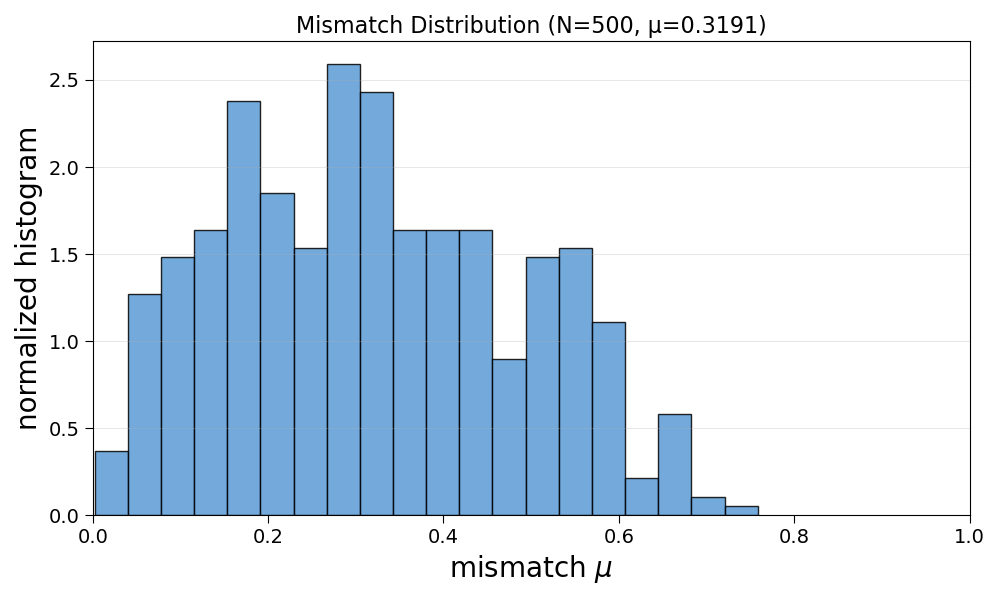 Mismatch Distribution (N=500, μ=0.3191)
normalized histogram
2.5
2.0
1.5
1.0
0.5
0.0
0.0 0.2 0.4 0.6 0.8 1.0
mismatch μ